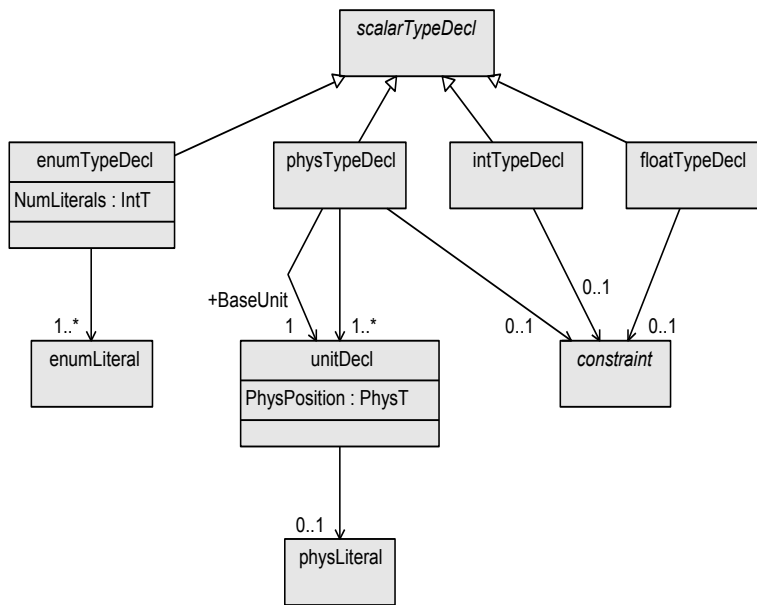 scalarTypeDecl
enumTypeDecl
NumLiterals : IntT
physTypeDecl
intTypeDecl
floatTypeDecl
+BaseUnit
0..1
1..*
1
1..*
0..1
0..1
enumLiteral
unitDecl
PhysPosition : PhysT
constraint
0..1
physLiteral